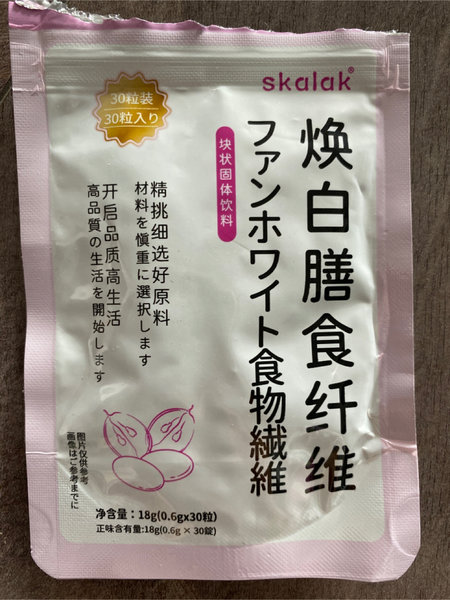 skalak®
焕白膳食纤维
ファンホワイト食物繊維
块状固体饮料
30粒装
30粒入り
精挑细选好原料
材料を慎重に選択します
开启品质高生活
高品質の生活を開始します
图片仅供参考
画像はご参考までに
净含量：18g(0.6gx30粒)
正味含有量:18g(0.6g × 30錠)